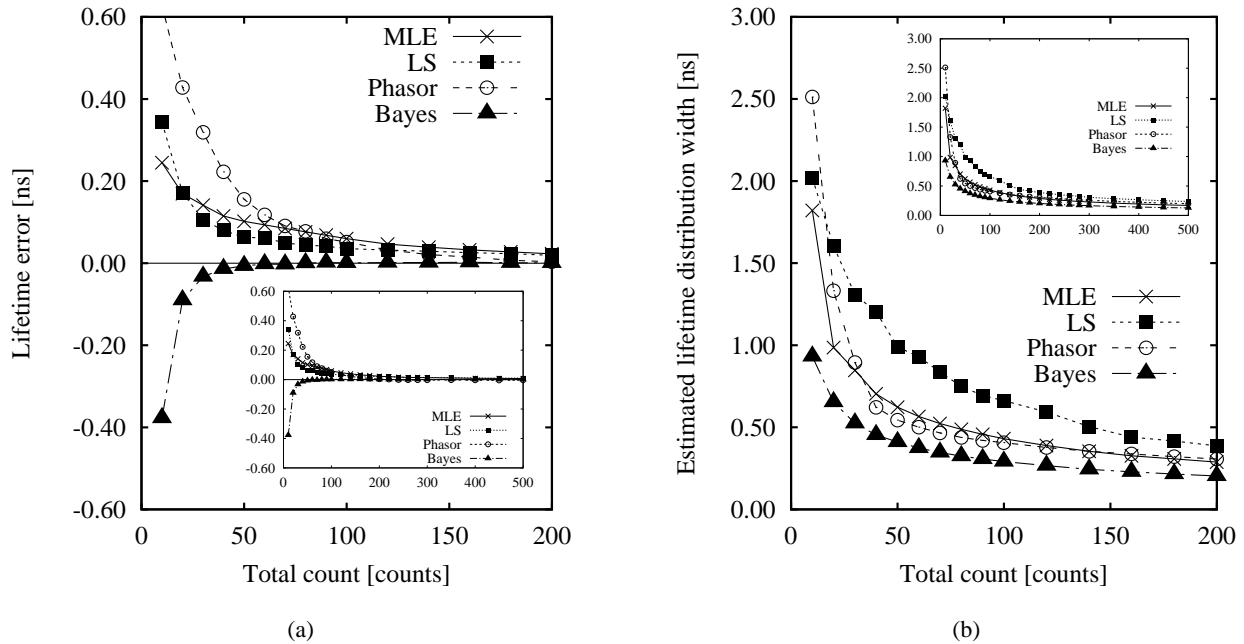 0.60
0.40
0.20
0.00
-0.20
-0.40
-0.60
0
50
100
150
200
Lifetime error [ns]
Total count [counts]
MLE
LS
Phasor
Bayes
0.60
0.40
0.20
0.00
-0.20
-0.40
-0.60
0
100
200
300
400
500
MLE
LS
Phasor
Bayes
(a)
3.00
2.50
2.00
1.50
1.00
0.50
0.00
0
50
100
150
200
Estimated lifetime distribution width [ns]
Total count [counts]
MLE
LS
Phasor
Bayes
3.00
2.50
2.00
1.50
1.00
0.50
0.00
0
100
200
300
400
500
MLE
LS
Phasor
Bayes
(b)